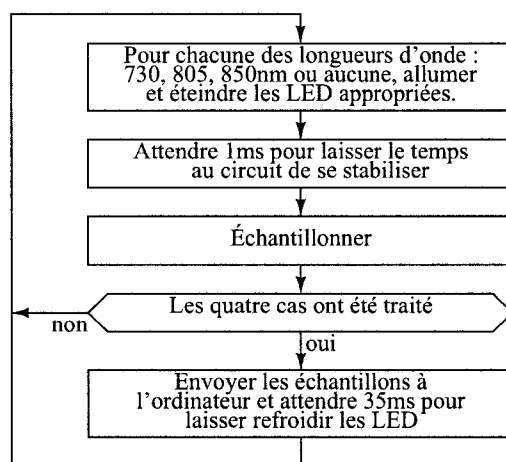 Pour chacune des longueurs d'onde :
730, 805, 850nm ou aucune, allumer
et éteindre les LED appropriées.
Attendre 1ms pour laisser le temps
au circuit de se stabiliser
Échantillonner
Les quatre cas ont été traité
non
oui
Envoyer les échantillons à
l'ordinateur et attendre 35ms pour
laisser refroidir les LED